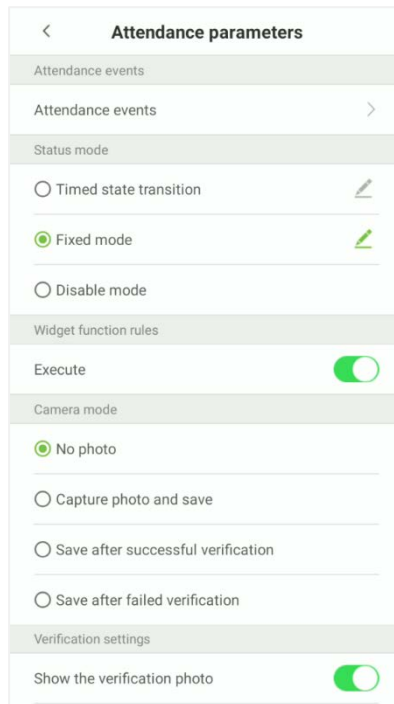 Attendance parameters
Attendance events
Attendance events
Status mode
Timed state transition
Fixed mode
Disable mode
Widget function rules
Execute
Camera mode
No photo
Capture photo and save
Save after successful verification
Save after failed verification
Verification settings
Show the verification photo